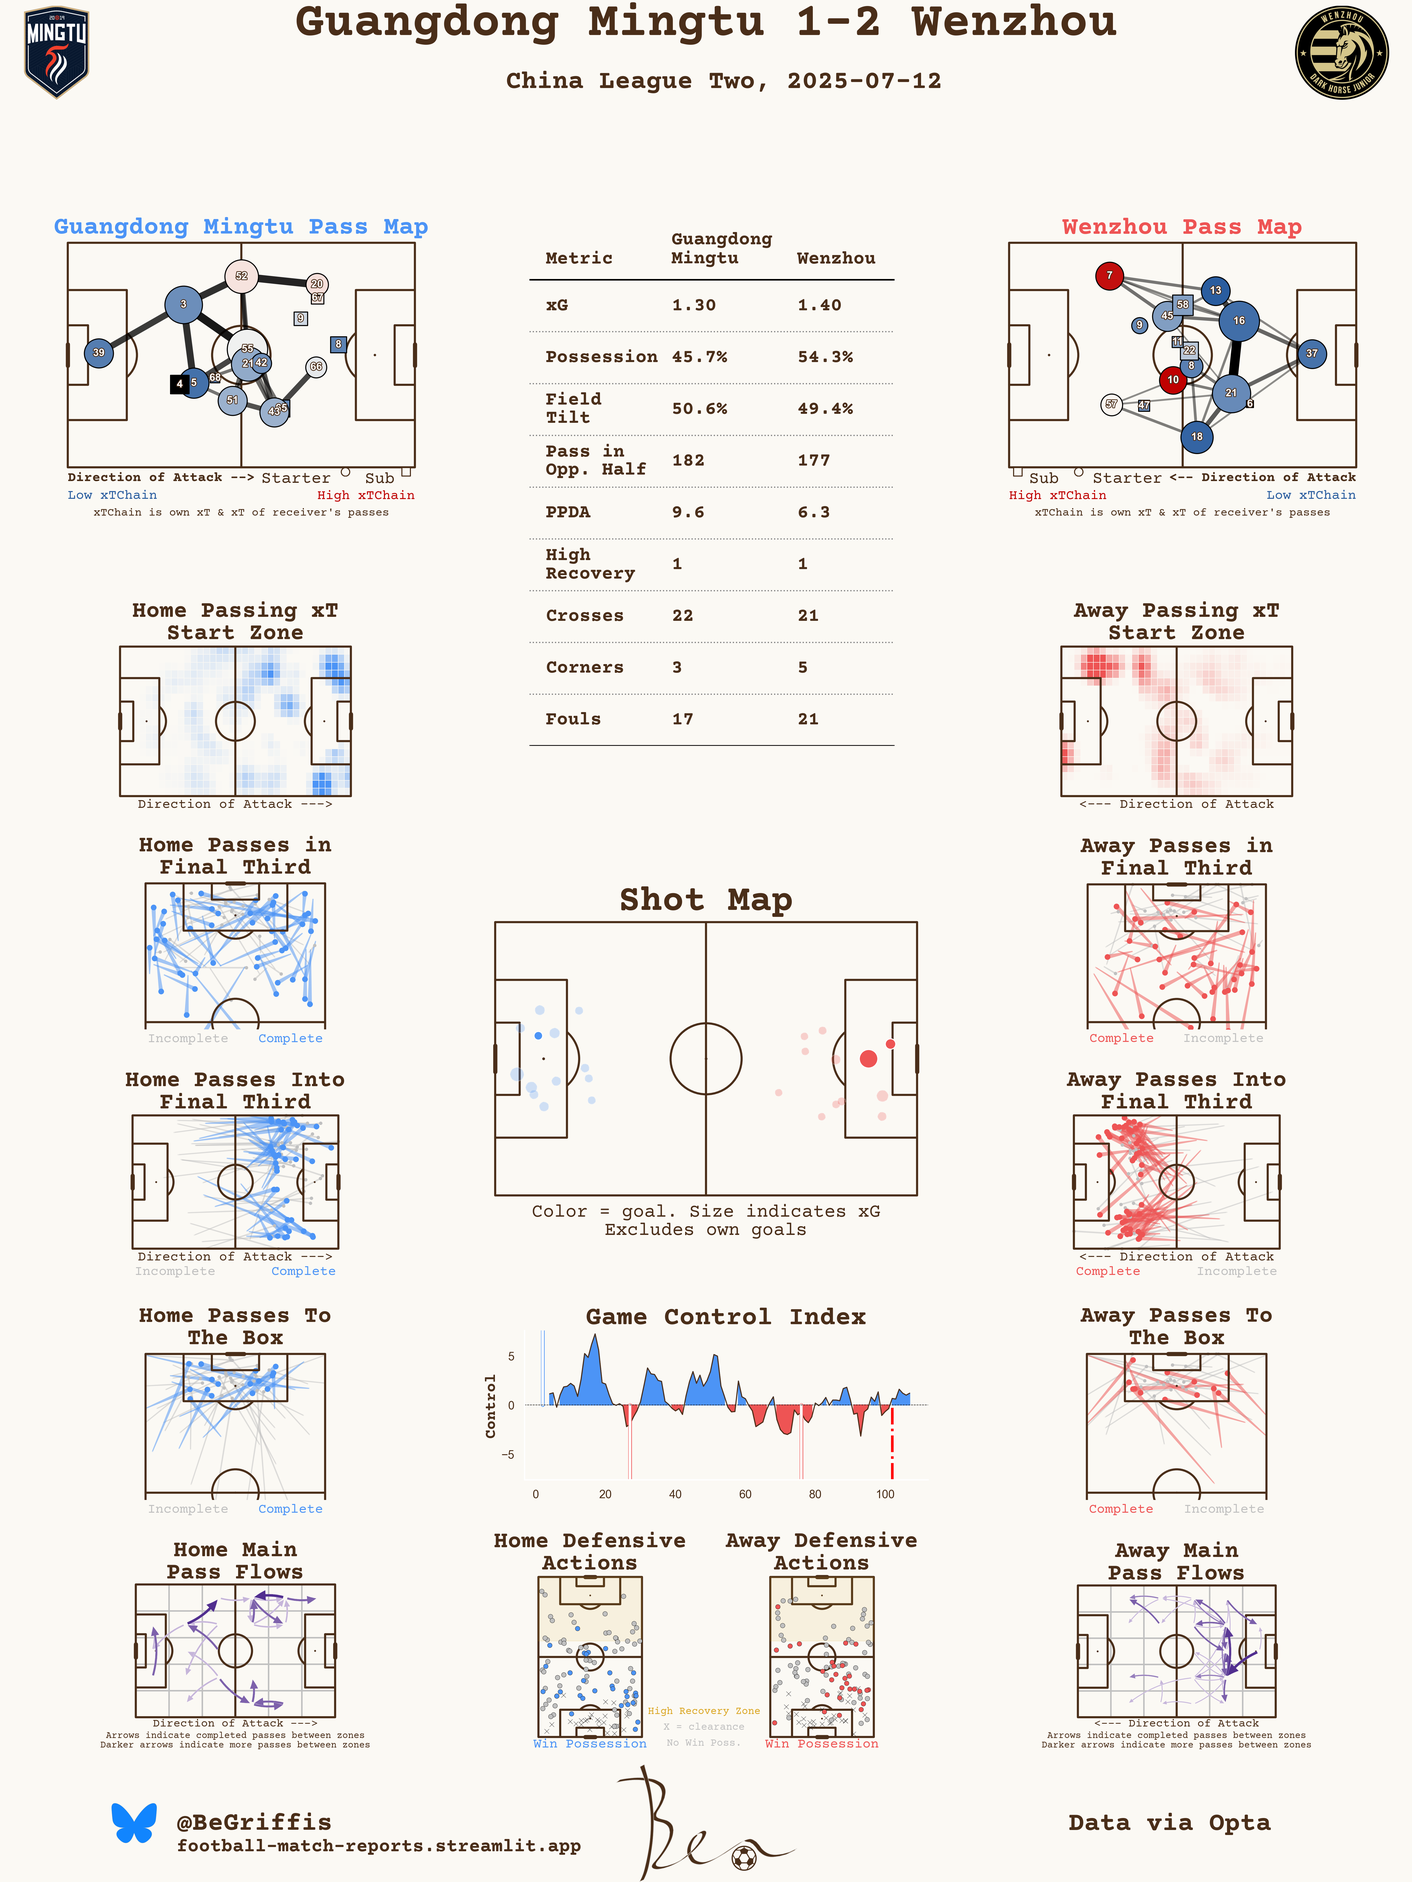 Guangdong Mingtu 1-2 Wenzhou
China League Two, 2025-07-12
20 19
MINGTU
WENZHOU
DARK HORSE JUNIOR
Guangdong Mingtu Pass Map
52
20
67
3
9
8
39
55
21
42
66
68
4
5
51
43
65
Direction of Attack --> Starter Sub
Low xTChain High xTChain
xTChain is own xT & xT of receiver's passes
Metric Guangdong Mingtu Wenzhou
xG 1.30 1.40
Possession 45.7% 54.3%
Field Tilt 50.6% 49.4%
Pass in Opp. Half 182 177
PPDA 9.6 6.3
High Recovery 1 1
Crosses 22 21
Corners 3 5
Fouls 17 21
Wenzhou Pass Map
7
13
58
45
9
16
11
22
8
37
10
21
57
47
6
18
Sub Starter <-- Direction of Attack
High xTChain Low xTChain
xTChain is own xT & xT of receiver's passes
Home Passing xT
Start Zone
Direction of Attack --->
Away Passing xT
Start Zone
<--- Direction of Attack
Home Passes in
Final Third
Incomplete Complete
Away Passes in
Final Third
Complete Incomplete
Shot Map
Color = goal. Size indicates xG
Excludes own goals
Home Passes Into
Final Third
Direction of Attack --->
Incomplete Complete
Away Passes Into
Final Third
<--- Direction of Attack
Complete Incomplete
Home Passes To
The Box
Incomplete Complete
Game Control Index
Control
5
0
−5
0 20 40 60 80 100
Away Passes To
The Box
Complete Incomplete
Home Main
Pass Flows
Direction of Attack --->
Arrows indicate completed passes between zones
Darker arrows indicate more passes between zones
Home Defensive
Actions
Win Possession
High Recovery Zone
X = clearance
No Win Poss.
Away Defensive
Actions
Win Possession
Away Main
Pass Flows
<--- Direction of Attack
Arrows indicate completed passes between zones
Darker arrows indicate more passes between zones
@BeGriffis
football-match-reports.streamlit.app
Ben
Data via Opta